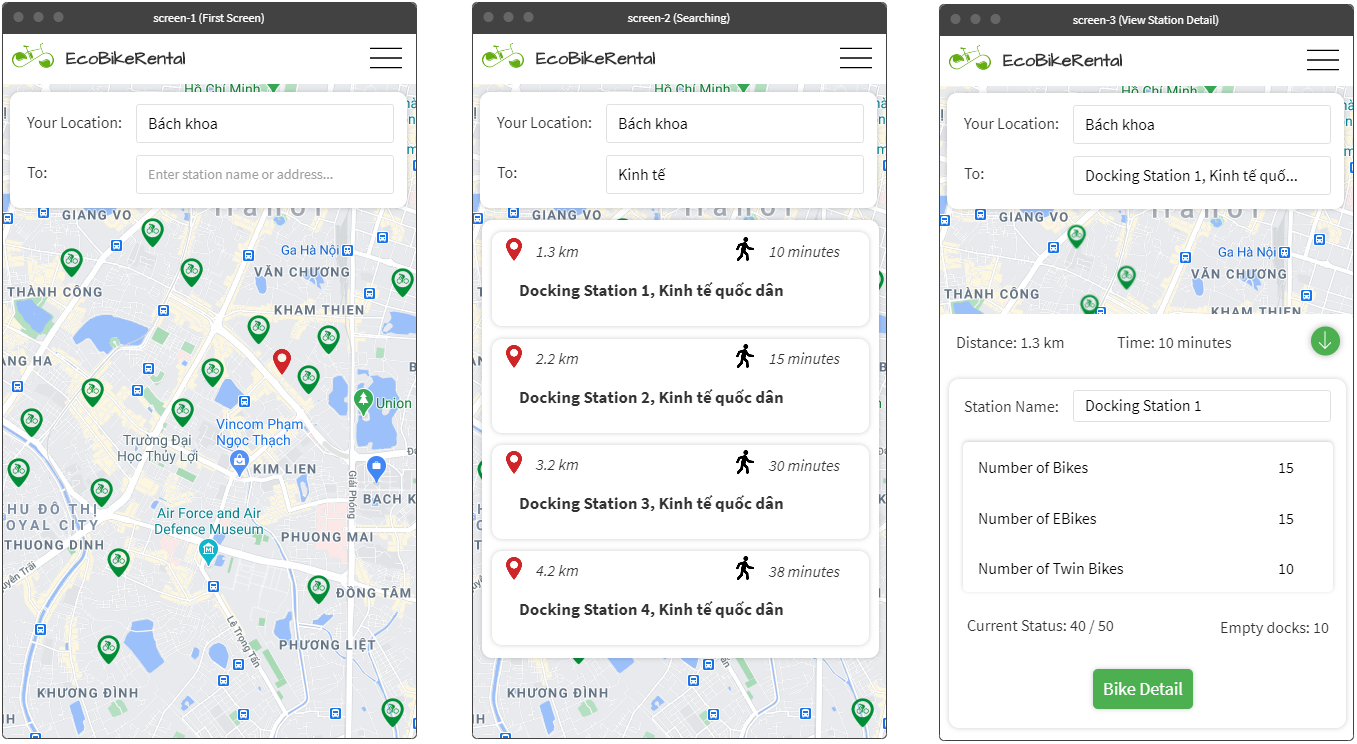 screen-1 (First Screen)
EcoBikeRental
Hồ Chí Minh
Your Location:
Bách khoa
To:
Enter station name or address...
GIANG VO
Hanoi
Ga Hà Nội
VĂN CHƯƠNG
THÀNH CÔNG
KHAM THIEN
ANG HA
Union
Vincom Phạm
Ngọc Thạch
Trường Đại
Học Thủy Lợi
KIM LIEN
Giải Phóng
BACH K
HU ĐÔ THỊ
OYAL CITY
Air Force and Air
Defence Museum
THUONG DINH
PHUONG MAI
uyễn Trãi
ĐỒNG TÂM
Lê Trọng Tấn
PHƯƠNG LIỆT
KHƯƠNG ĐÌNH
NH
screen-2 (Searching)
EcoBikeRental
Hồ Chí Minh
Your Location:
Bách khoa
To:
Kinh tế
GIANG VO
1.3 km
10 minutes
Docking Station 1, Kinh tế quốc dân
2.2 km
15 minutes
Docking Station 2, Kinh tế quốc dân
3.2 km
30 minutes
Docking Station 3, Kinh tế quốc dân
4.2 km
38 minutes
Docking Station 4, Kinh tế quốc dân
KHƯƠNG ĐÌNH
NH
screen-3 (View Station Detail)
EcoBikeRental
Hồ Chí Minh
Your Location:
Bách khoa
To:
Docking Station 1, Kinh tế quố...
GIANG VO
Ga Hà Nội
VĂN CHƯƠNG
THÀNH CÔNG
KHAM THIEN
Distance: 1.3 km
Time: 10 minutes
Station Name:
Docking Station 1
Number of Bikes
15
Number of EBikes
15
Number of Twin Bikes
10
Current Status: 40 / 50
Empty docks: 10
Bike Detail